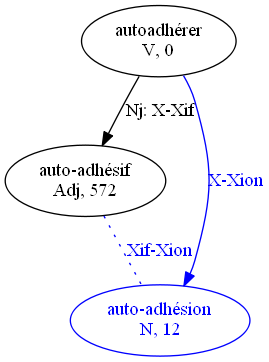 autoadhérer
V, 0
Nj: X-Xif
auto-adhésif
Adj, 572
X-Xion
Xif-Xion
auto-adhésion
N, 12